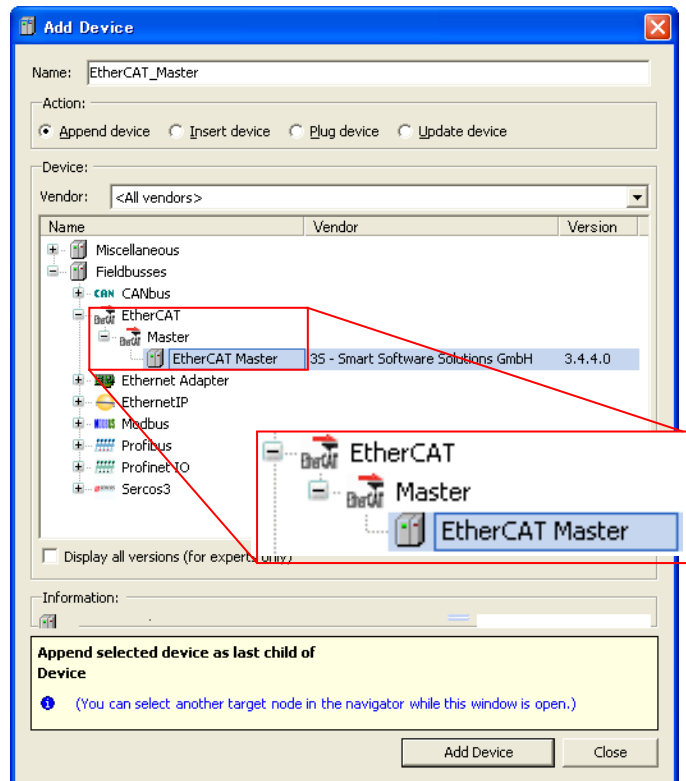 Add Device
Name: EtherCAT_Master
Action:
Append device Insert device Plug device Update device
Device:
Vendor: <All vendors>
Name Vendor Version
Miscellaneous
Fieldbusses
CAN CANbus
EtherCAT EtherCAT
EtherCAT Master
EtherCAT Master 3S - Smart Software Solutions GmbH 3.4.4.0
Ethernet Adapter
EthernetIP
Modbus
Profibus
Profinet IO
Sercos3
EtherCAT EtherCAT
EtherCAT Master
EtherCAT Master
Display all versions (for experts only)
Information:
Append selected device as last child of
Device
(You can select another target node in the navigator while this window is open.)
Add Device Close